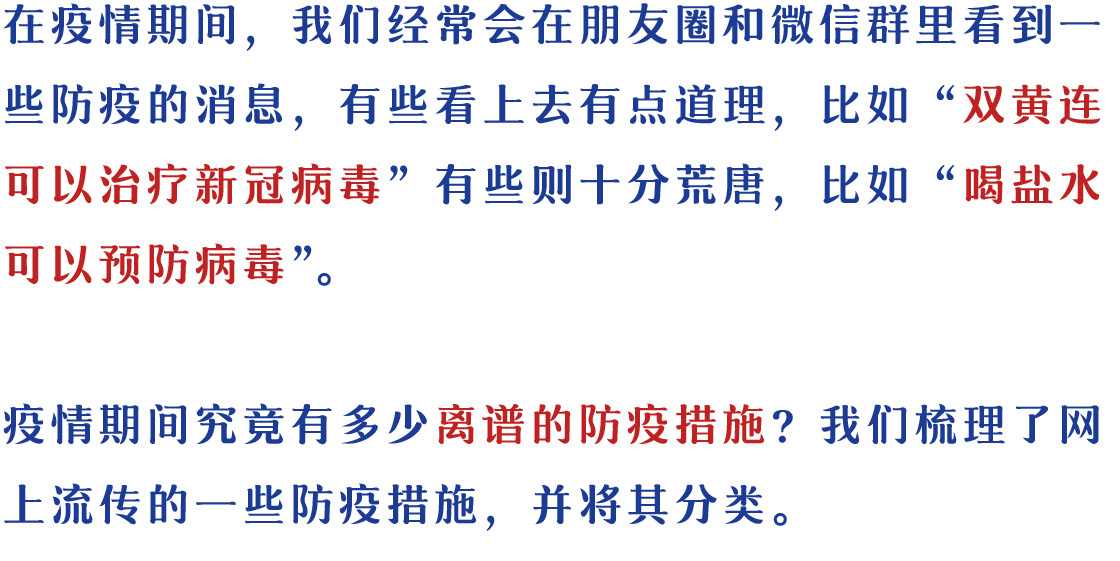 在疫情期间，我们经常会在朋友圈和微信群里看到一
些防疫的消息，有些看上去有点道理，比如“双黄连
可以治疗新冠病毒”有些则十分荒唐，比如“喝盐水
可以预防病毒”。
疫情期间究竟有多少离谱的防疫措施？我们梳理了网
上流传的一些防疫措施，并将其分类。